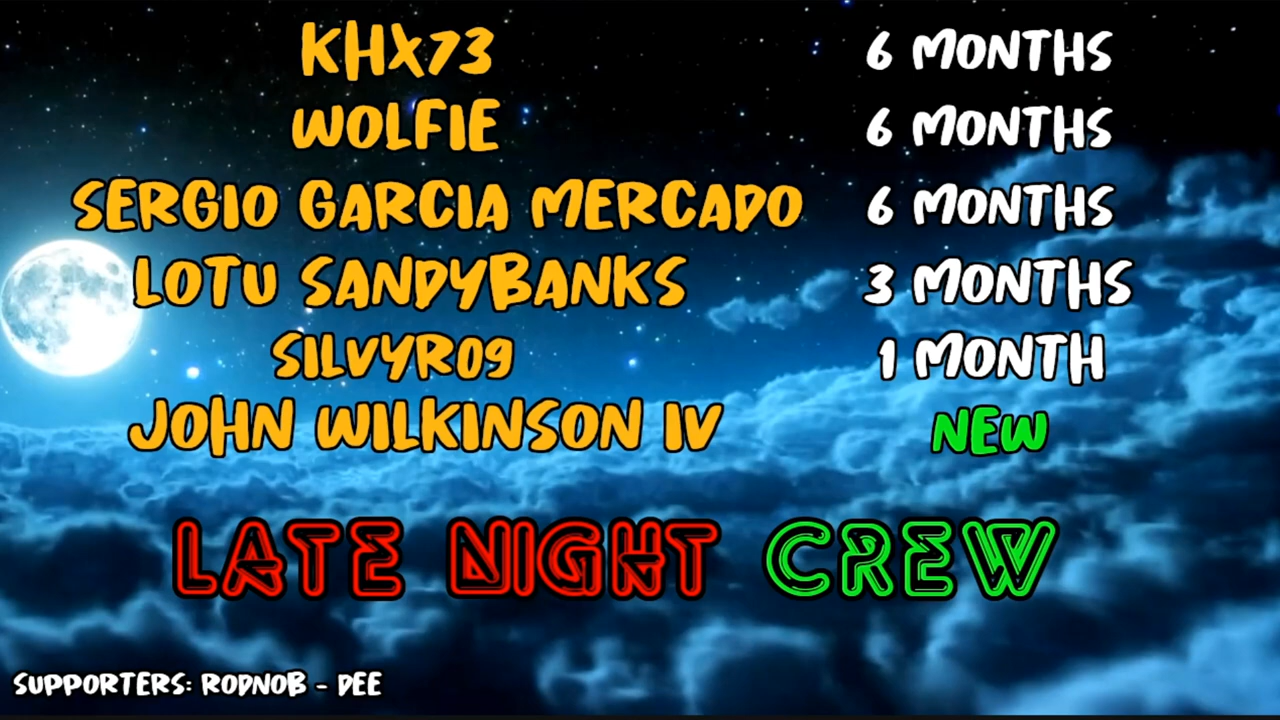 KHX73 6 MONTHS
WOLFIE 6 MONTHS
SERGIO GARCIA MERCADO 6 MONTHS
LOTU SANDYBANKS 3 MONTHS
SILVYR09 1 MONTH
JOHN WILKINSON IV NEW
LATE NIGHT CREW
SUPPORTERS: RODNOB - DEE